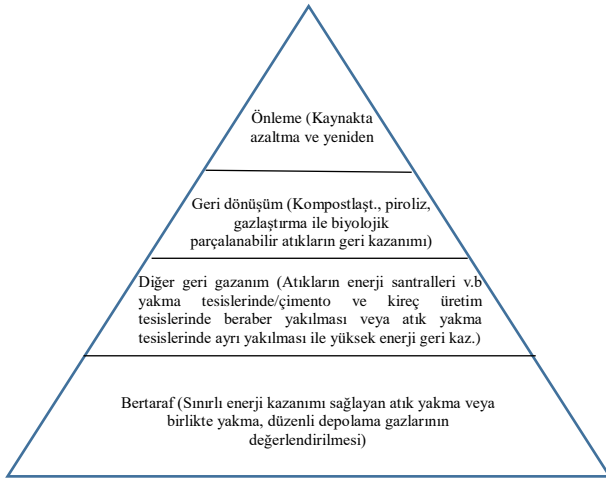 Önleme (Kaynakta
azaltma ve yeniden
Geri dönüşüm (Kompostlaşt., piroliz,
gazlaştırma ile biyolojik
parçalanabilir atıkların geri kazanımı)
Diğer geri gazanım (Atıkların enerji santralleri v.b
yakma tesislerinde/çimento ve kireç üretim
tesislerinde beraber yakılması veya atık yakma
tesislerinde ayrı yakılması ile yüksek enerji geri kaz.)
Bertaraf (Sınırlı enerji kazanımı sağlayan atık yakma veya
birlikte yakma, düzenli depolama gazlarının
değerlendirilmesi)